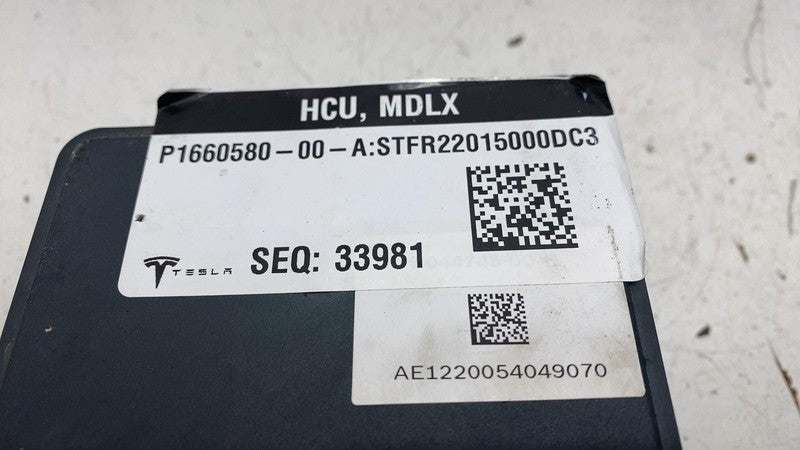 HCU, MDLX
P1660580-00-A:STFR22015000DC3
TESLA
SEQ: 33981
AE1220054049070